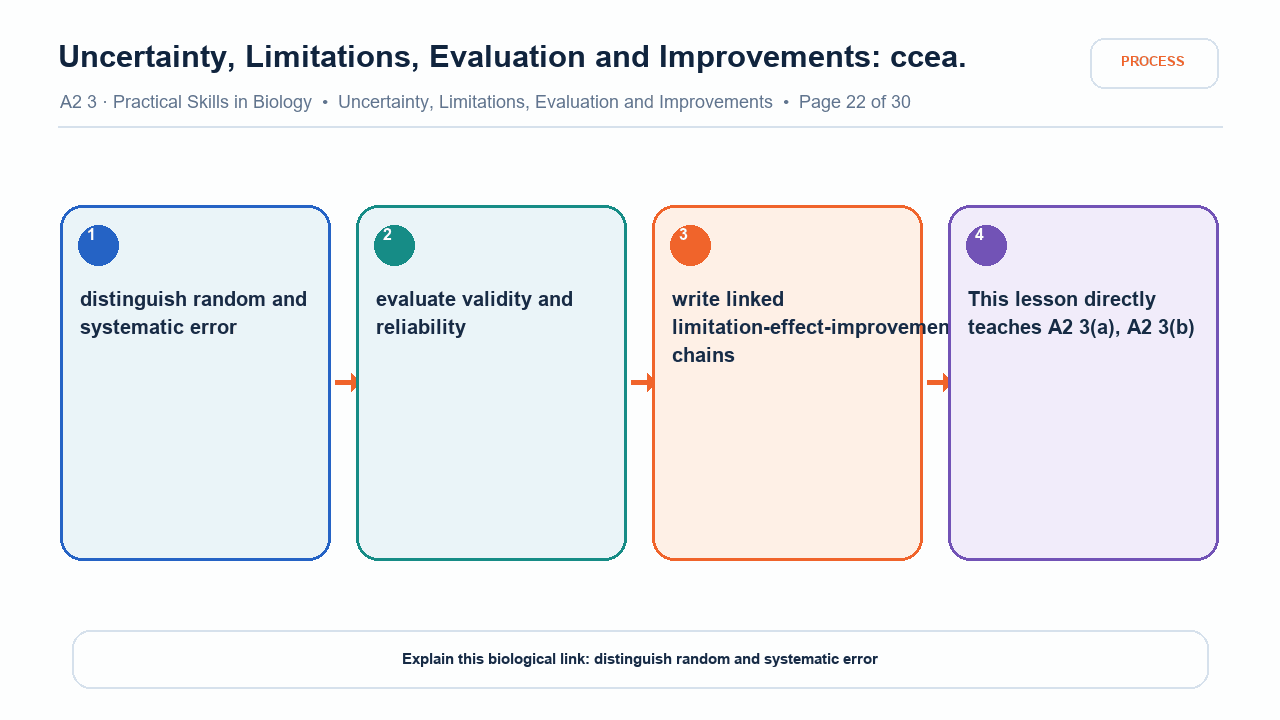 Uncertainty, Limitations, Evaluation and Improvements: ccea.
PROCESS
A2 3 · Practical Skills in Biology • Uncertainty, Limitations, Evaluation and Improvements • Page 22 of 30
1
distinguish random and
systematic error
2
evaluate validity and
reliability
3
write linked
limitation-effect-improvemen
chains
4
This lesson directly
teaches A2 3(a), A2 3(b)
Explain this biological link: distinguish random and systematic error